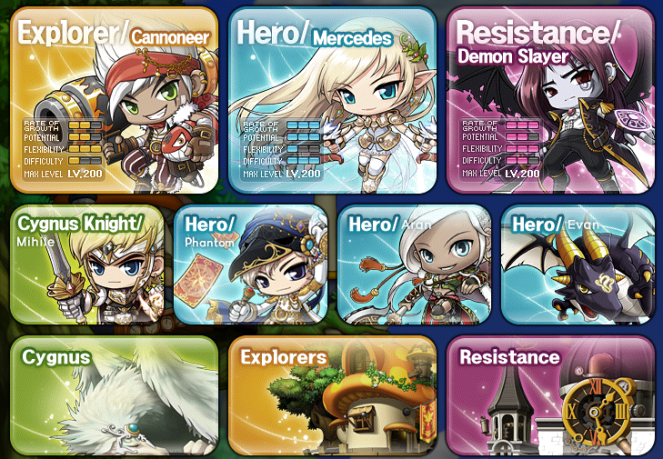 Explorer/Cannoneer
RATE OF
GROWTH
POTENTIAL
FLEXIBILITY
DIFFICULTY
MAX LEVEL LV,200
Hero/Mercedes
RATE OF
GROWTH
POTENTIAL
FLEXIBILITY
DIFFICULTY
MAX LEVEL LV,200
Resistance/
Demon Slayer
RATE OF
GROWTH
POTENTIAL
FLEXIBILITY
DIFFICULTY
MAX LEVEL LV,200
Cygnus Knight/
Mihile
Hero/
Phantom
Hero/Aran
Hero/Evan
Cygnus
Explorers
Resistance
XII
III
X